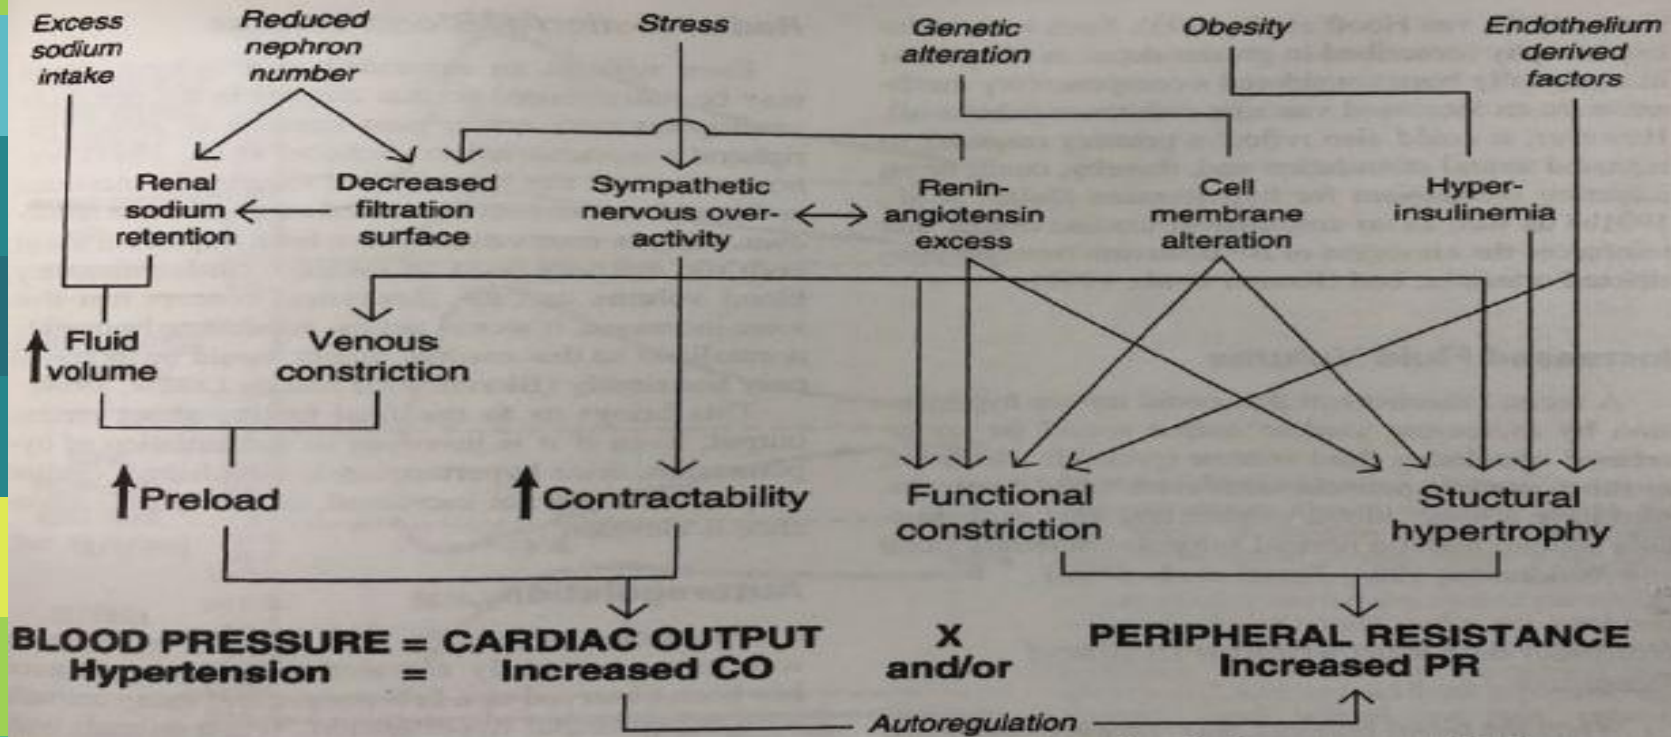 Excess
sodium
intake
Reduced
nephron
number
Stress
Genetic
alteration
Obesity
Endothelium
derived
factors
Renal
sodium
retention
Decreased
filtration
surface
Sympathetic
nervous over-
activity
Renin-
angiotensin
excess
Cell
membrane
alteration
Hyper-
insulinemia
Fluid
volume
Venous
constriction
Preload
Contractability
Functional
constriction
Stuctural
hypertrophy
BLOOD PRESSURE = CARDIAC OUTPUT X PERIPHERAL RESISTANCE
Hypertension = Increased CO and/or Increased PR
Autoregulation